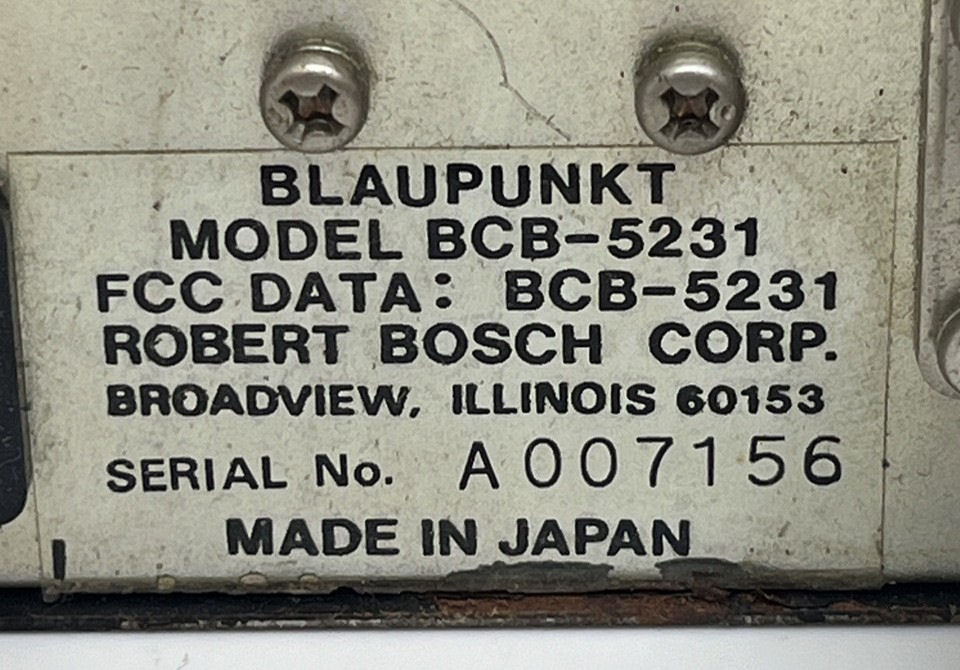 BLAUPUNKT
MODEL BCB-5231
FCC DATA: BCB-5231
ROBERT BOSCH CORP.
BROADVIEW, ILLINOIS 60153
SERIAL No. A007156
MADE IN JAPAN